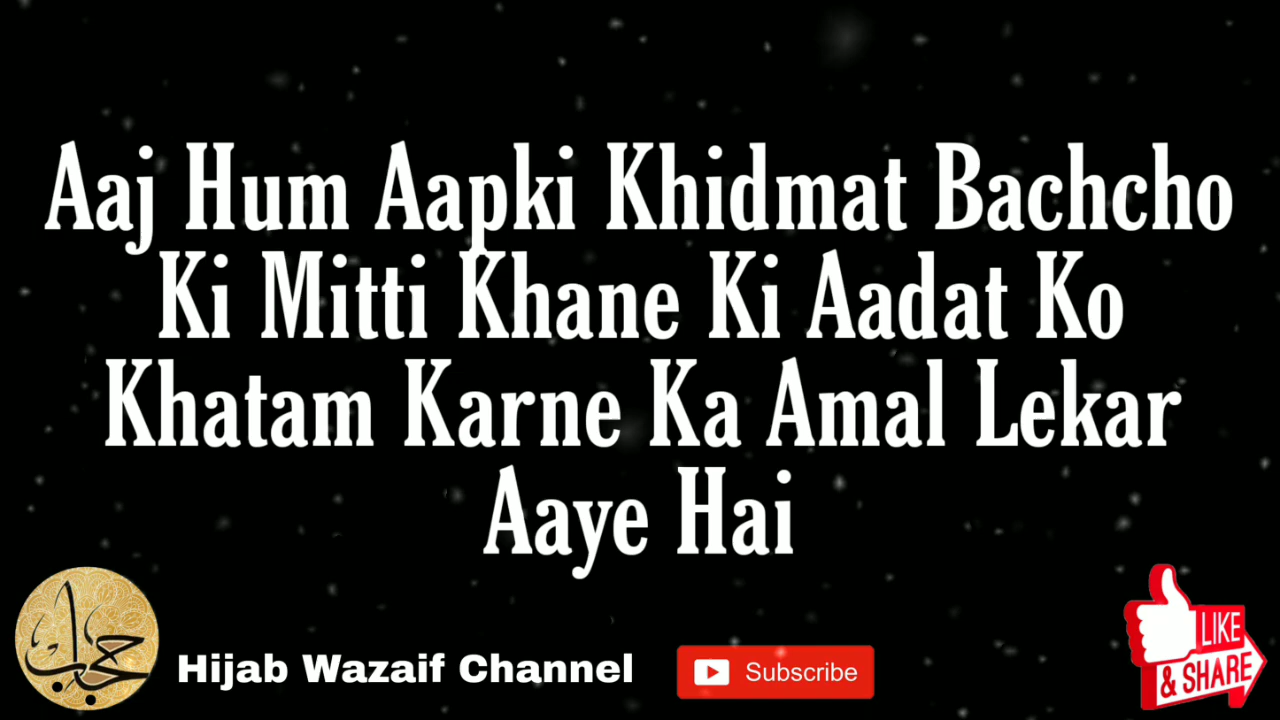 Aaj Hum Aapki Khidmat Bachcho
Ki Mitti Khane Ki Aadat Ko
Khatam Karne Ka Amal Lekar
Aaye Hai
حجاب
Hijab Wazaif Channel
Subscribe
LIKE
& SHARE